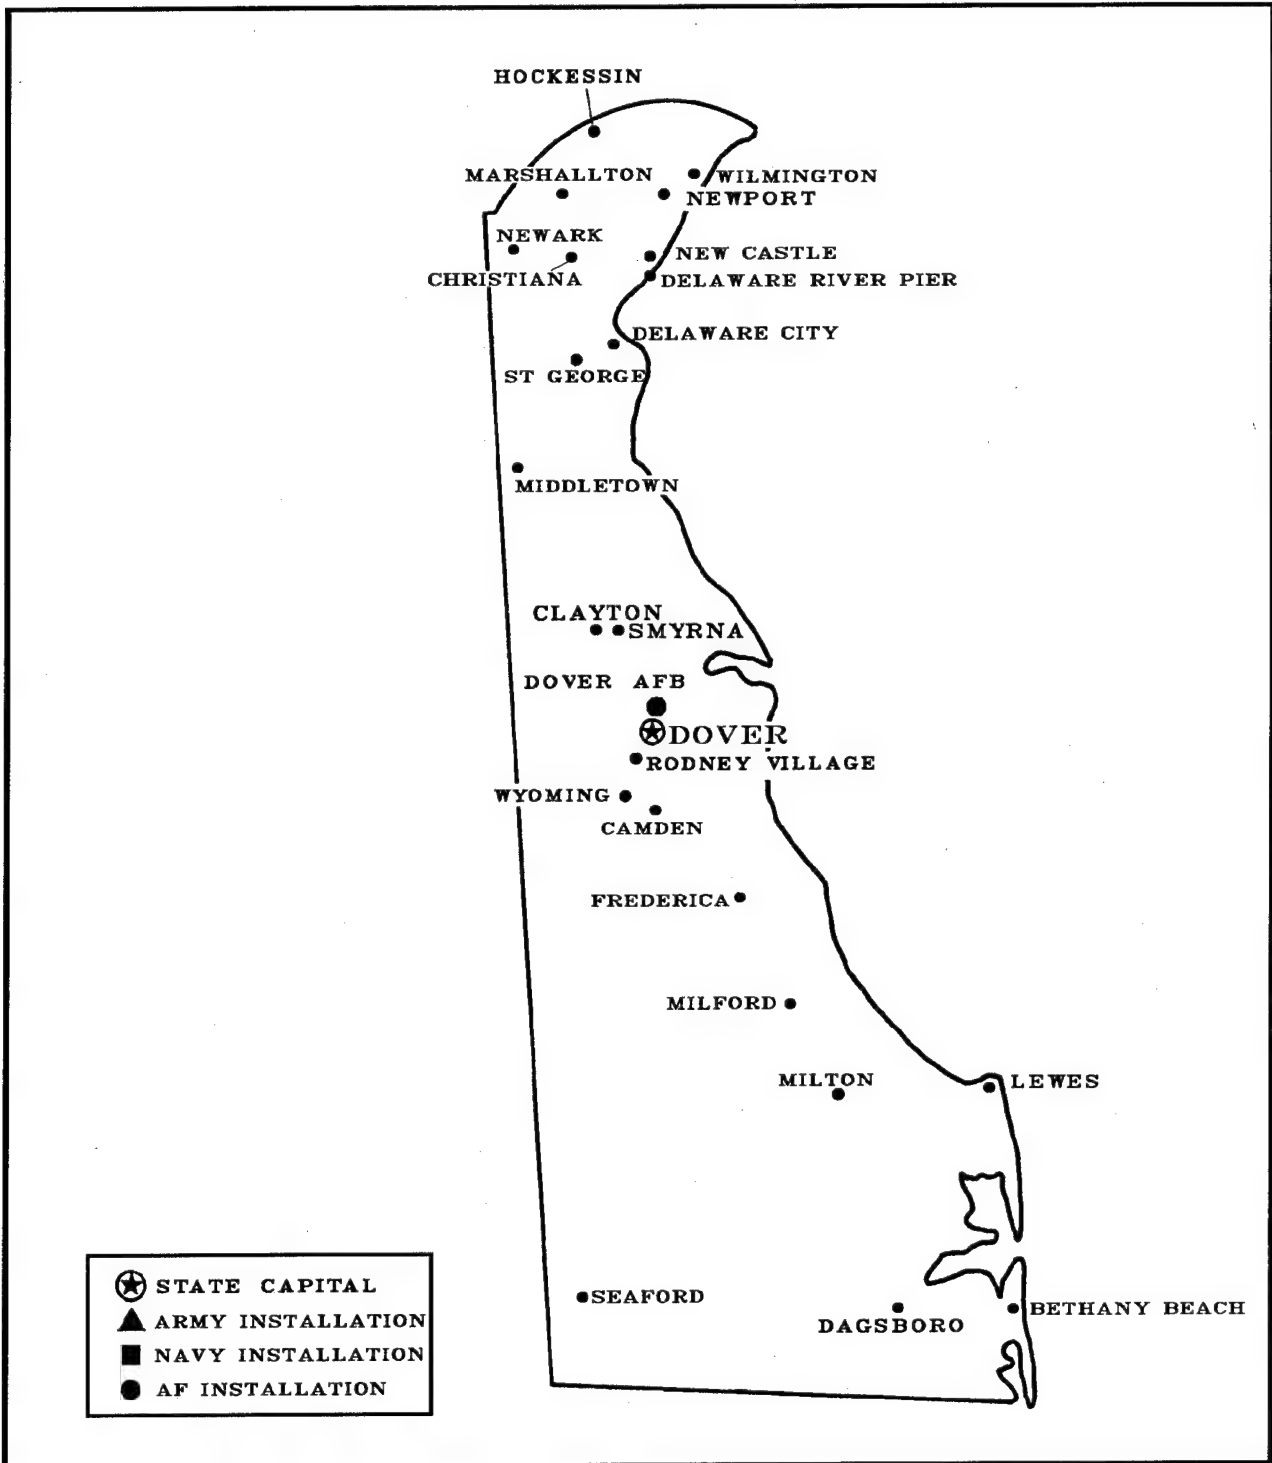 HOCKESSIN
MARSHALLTON
WILMINGTON
NEWPORT
NEWARK
NEW CASTLE
CHRISTIANA
DELAWARE RIVER PIER
DELAWARE CITY
ST GEORGE
MIDDLETOWN
CLAYTON
SMYRNA
DOVER AFB
DOVER
RODNEY VILLAGE
WYOMING
CAMDEN
FREDERICA
MILFORD
MILTON
LEWES
SEAFORD
DAGSBORO
BETHANY BEACH
STATE CAPITAL
ARMY INSTALLATION
NAVY INSTALLATION
AF INSTALLATION